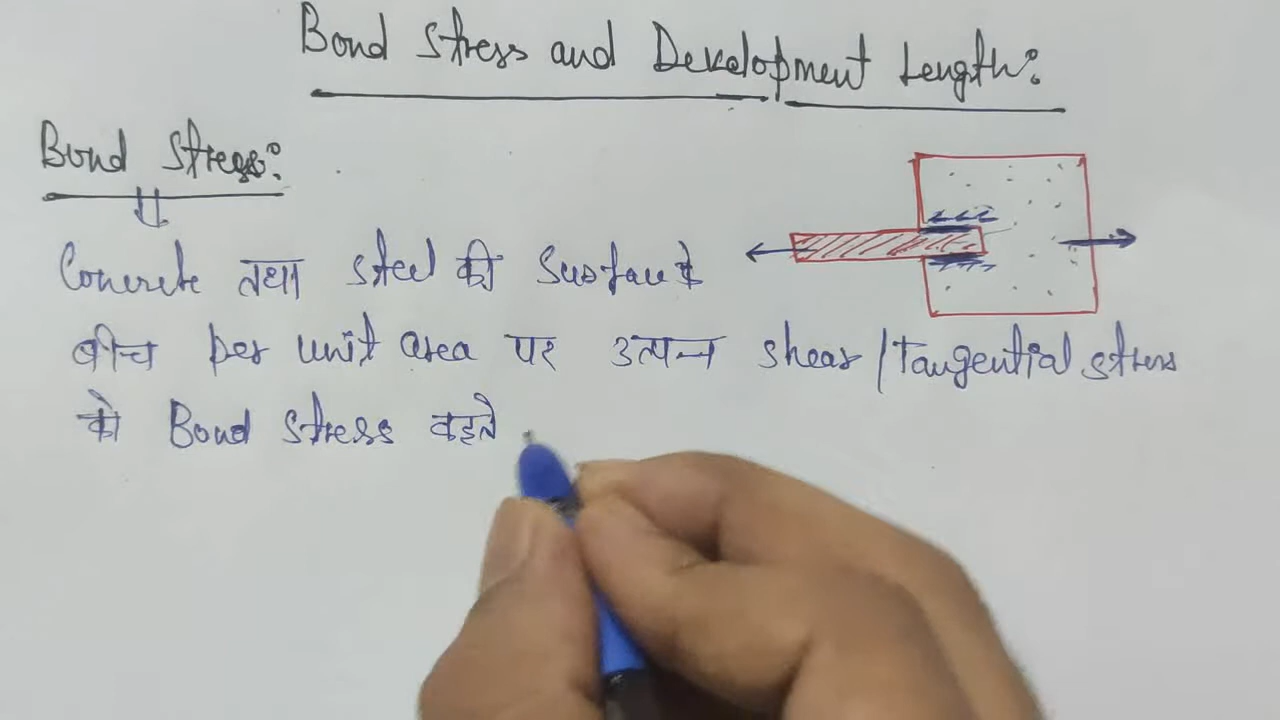 Bond Stress and Development Length:
Bond Stress:
Concrete तथा Steel की Surface के
बीच per unit area पर उत्पन्न shear / Tangential stress
को Bond stress कहते